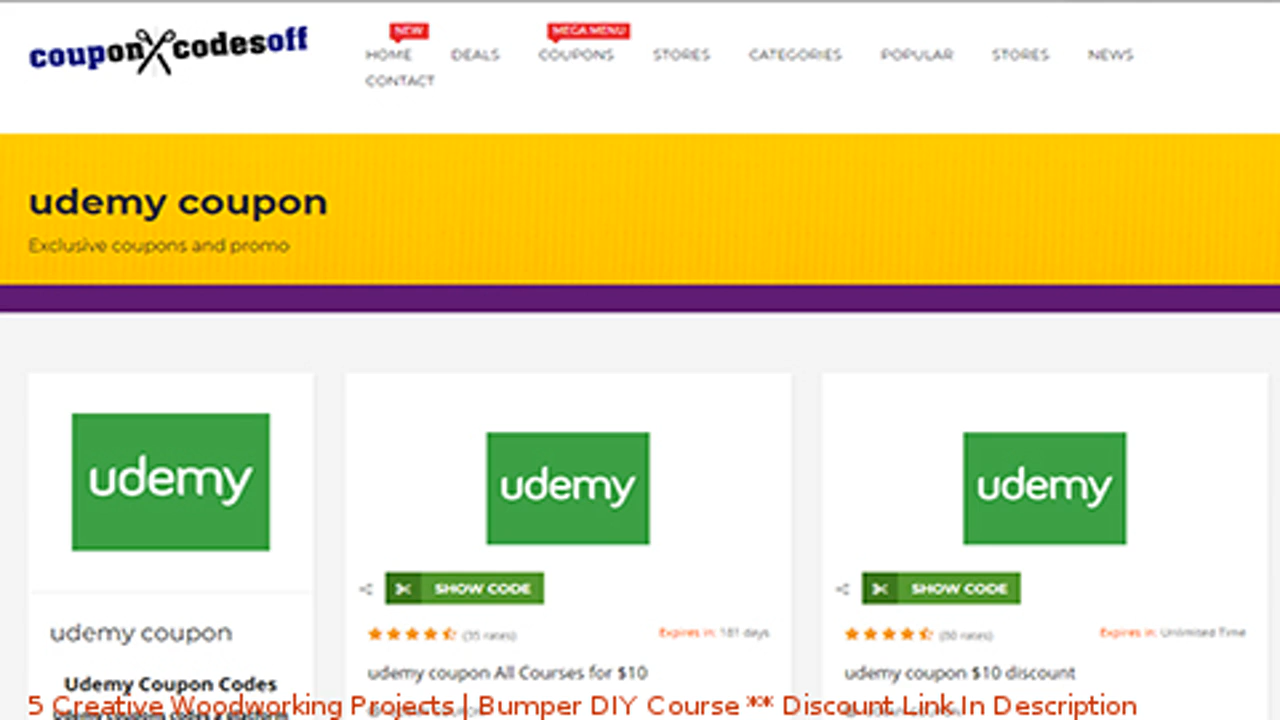 couponcodesoff
NEW
MEGA MENU
HOME DEALS COUPONS STORES CATEGORIES POPULAR STORES NEWS
CONTACT
udemy coupon
Exclusive coupons and promo
udemy
udemy
udemy
SHOW CODE
SHOW CODE
(35 rates)
Expires in: 181 days
Expires in: Unlimited Time
udemy coupon
udemy coupon All Courses for $10
udemy coupon $10 discount
Udemy Coupon Codes
5 Creative Woodworking Projects | Bumper DIY Course *** Discount Link In Description